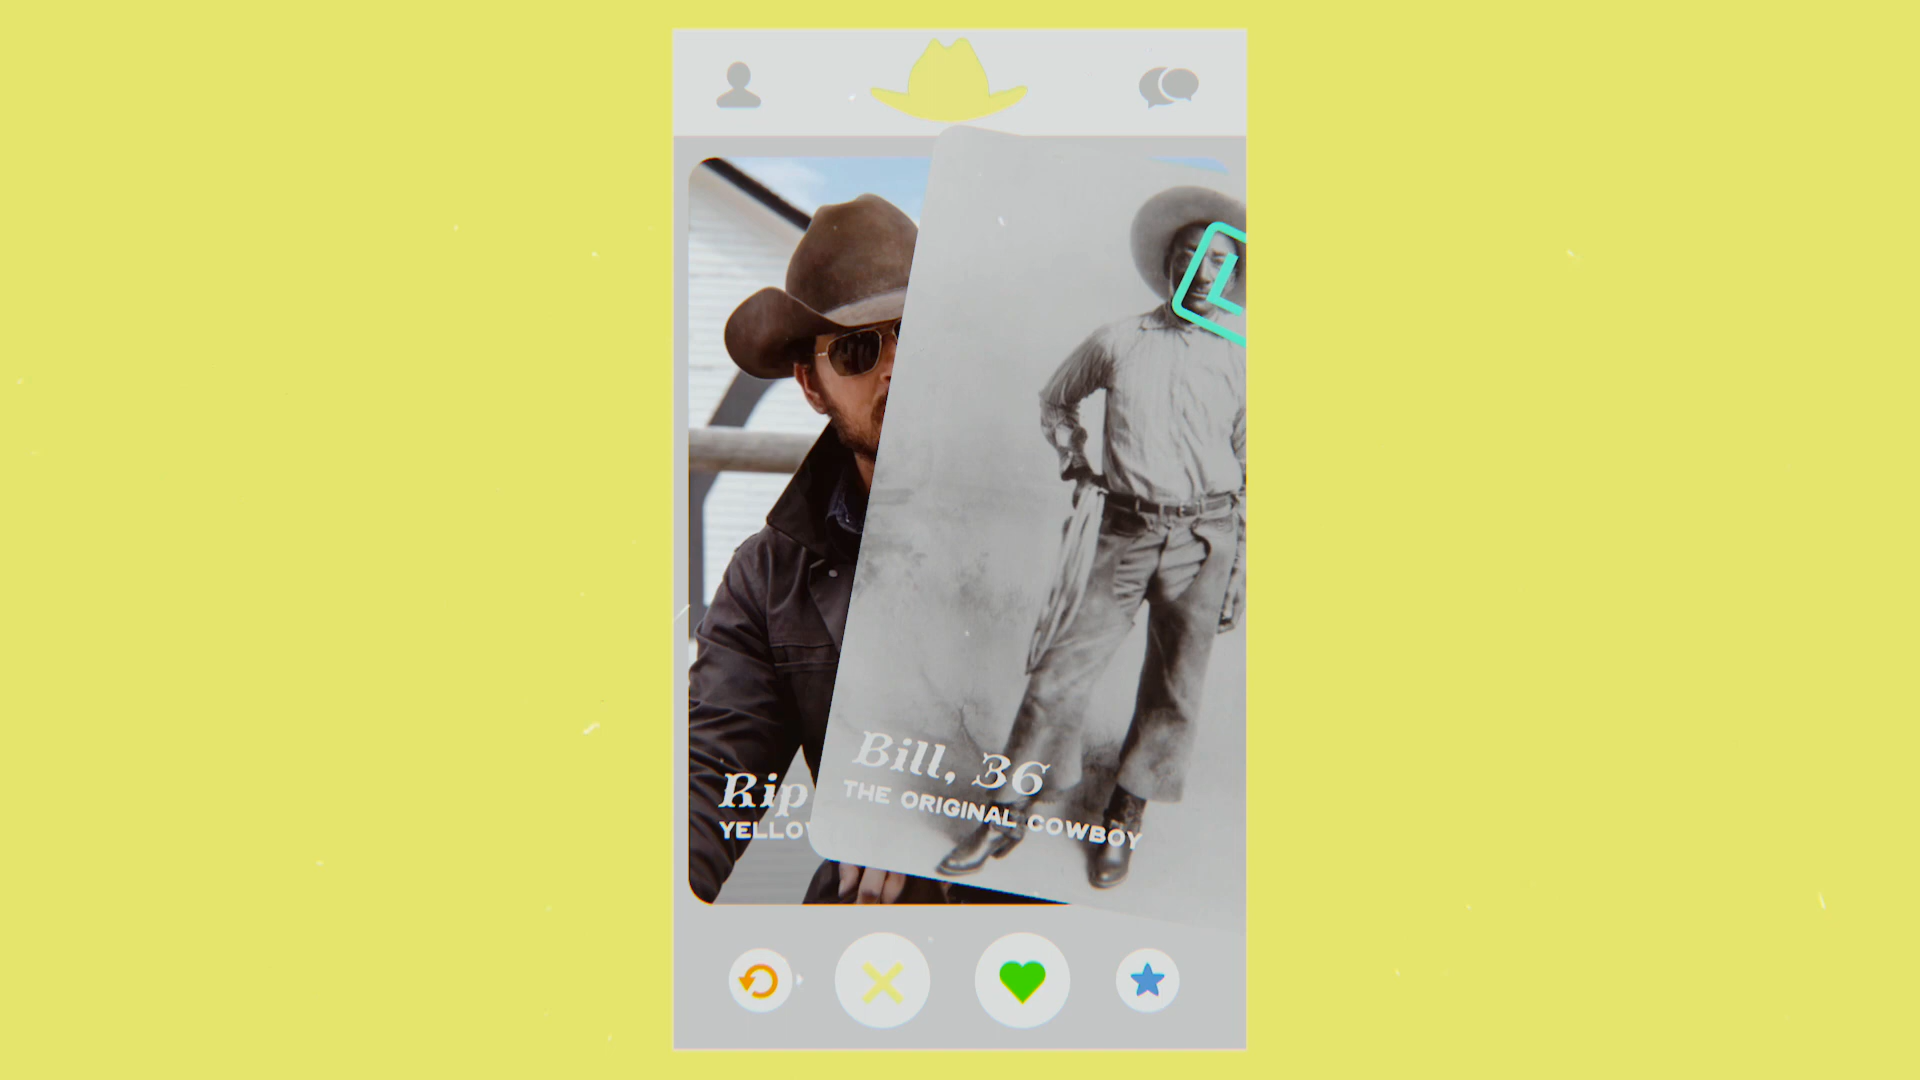 L
Rip
YELLOW
Bill, 36
THE ORIGINAL COWBOY